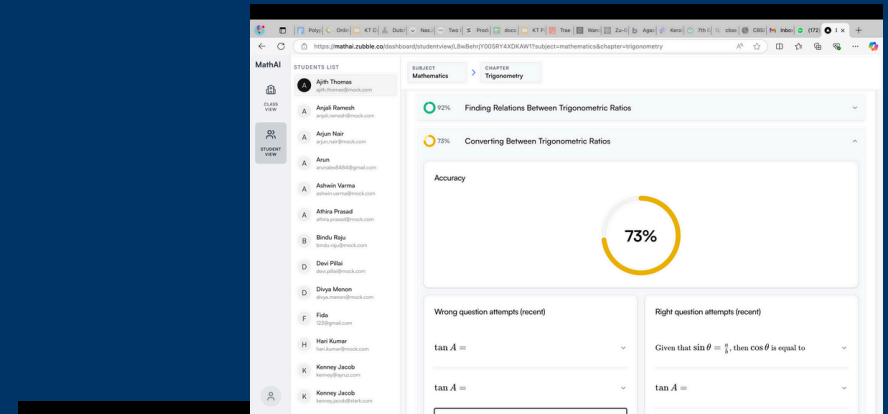 https://mathai.zubble.co/dashboard/studentview/L8wBehrjY00SRY4XDKAW1?subject=mathematics&chapter=trigonometry
MathAI
CLASS VIEW
STUDENT VIEW
STUDENTS LIST
A Ajith Thomas
ajith.thomas@mock.com
A Anjali Ramesh
anjali.ramesh@mock.com
A Arjun Nair
arjun.nair@mock.com
A Arun
A Ashwin Varma
ashwin.varma@mock.com
A Athira Prasad
athira.prasad@mock.com
B Bindu Raju
bindu.raju@mock.com
D Devi Pillai
devi.pillai@mock.com
D Divya Menon
divya.menon@mock.com
F Fida
123@gmail.com
H Hari Kumar
hari.kumar@mock.com
K Kenney Jacob
K Kenney Jacob
SUBJECT
Mathematics
CHAPTER
Trigonometry
92% Finding Relations Between Trigonometric Ratios
73% Converting Between Trigonometric Ratios
Accuracy
73%
Wrong question attempts (recent)
tan A =
tan A =
Right question attempts (recent)
Given that sin θ = a/b, then cos θ is equal to
tan A =